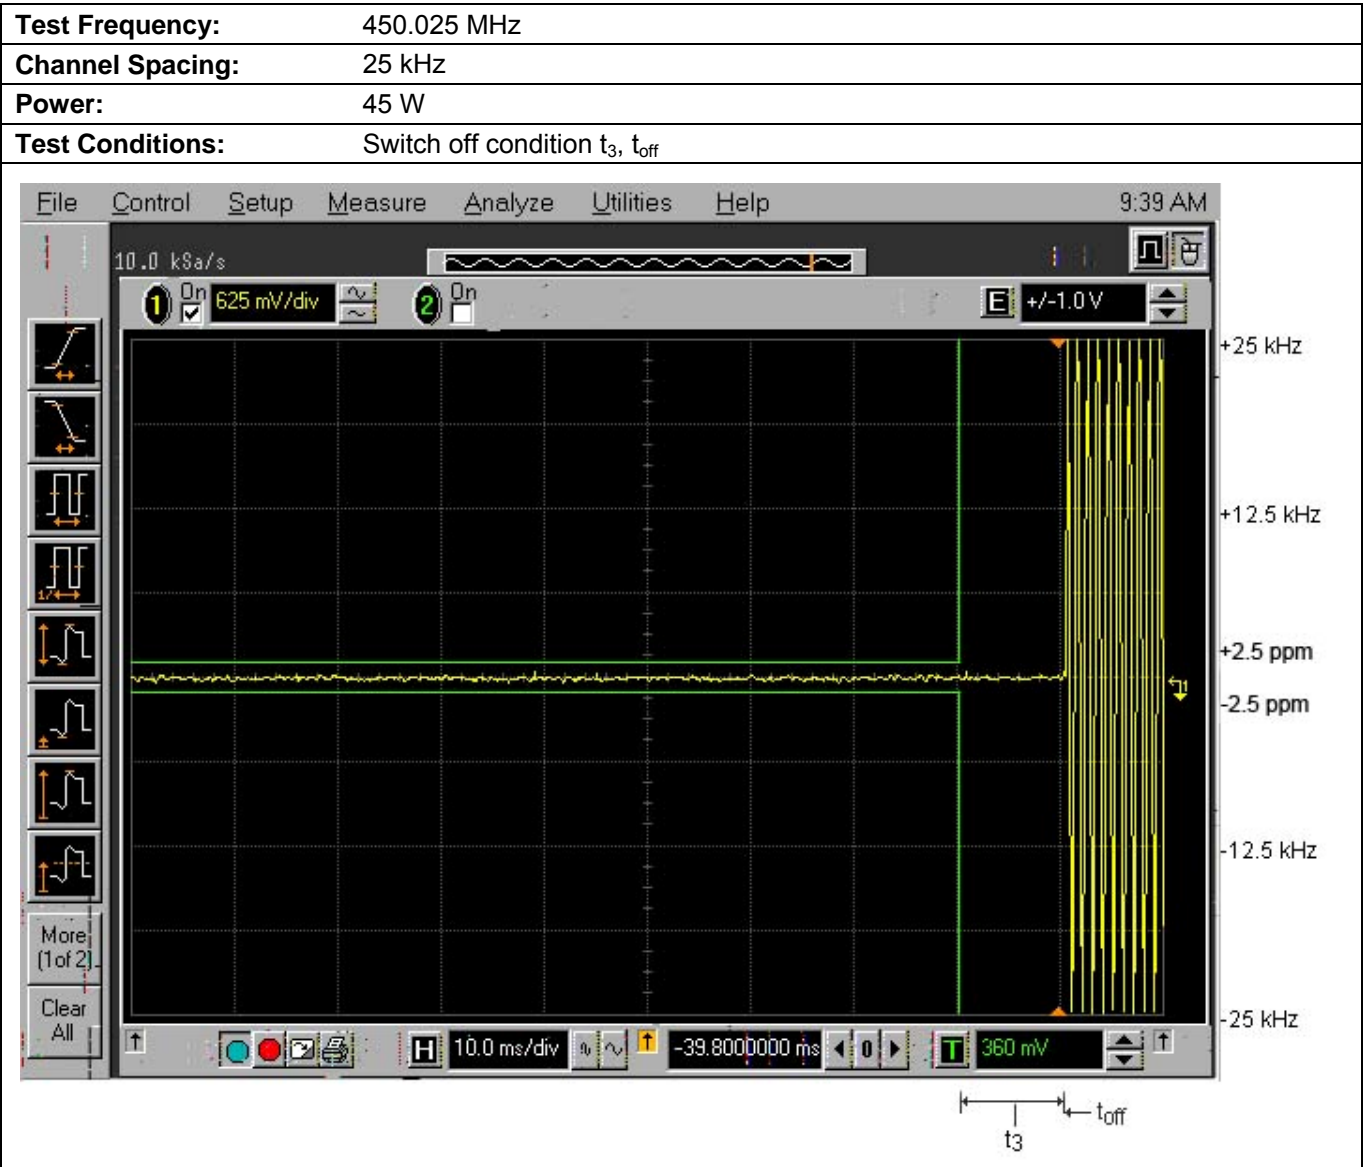 Test Frequency: 450.025 MHz
Channel Spacing: 25 kHz
Power: 45 W
Test Conditions: Switch off condition t3, toff
File Control Setup Measure Analyze Utilities Help 9:39 AM
10.0 kSa/s
1 On 625 mV/div 2 On E +/-1.0 V
+25 kHz
+12.5 kHz
+2.5 ppm
-2.5 ppm
-12.5 kHz
-25 kHz
1/
More
(1of 2)
Clear
All
H 10.0 ms/div -39.8000000 ms 0 T 360 mV
toff
t3